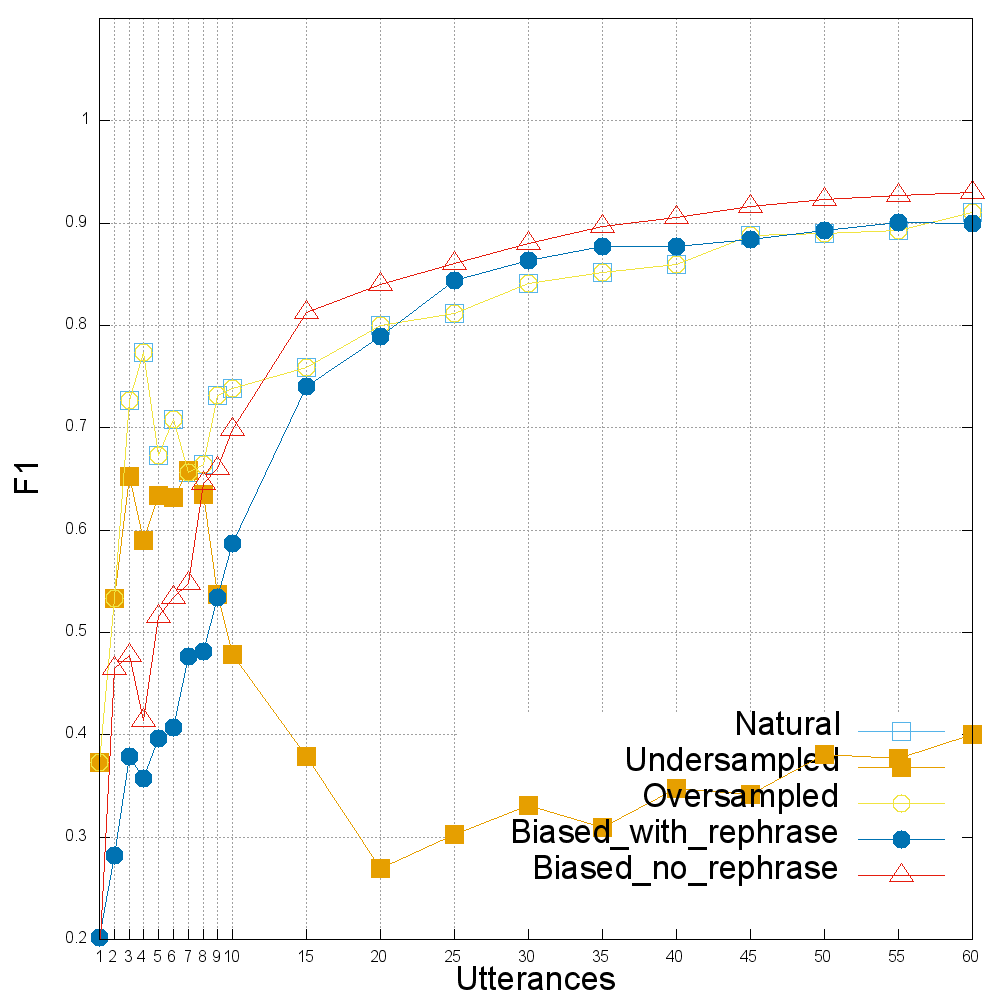 1
0.9
0.8
0.7
0.6
0.5
0.4
0.3
0.2
F1
Natural
Undersampled
Oversampled
Biased_with_rephrase
Biased_no_rephrase
1 2 3 4 5 6 7 8 9 10 15 20 25 30 35 40 45 50 55 60
Utterances